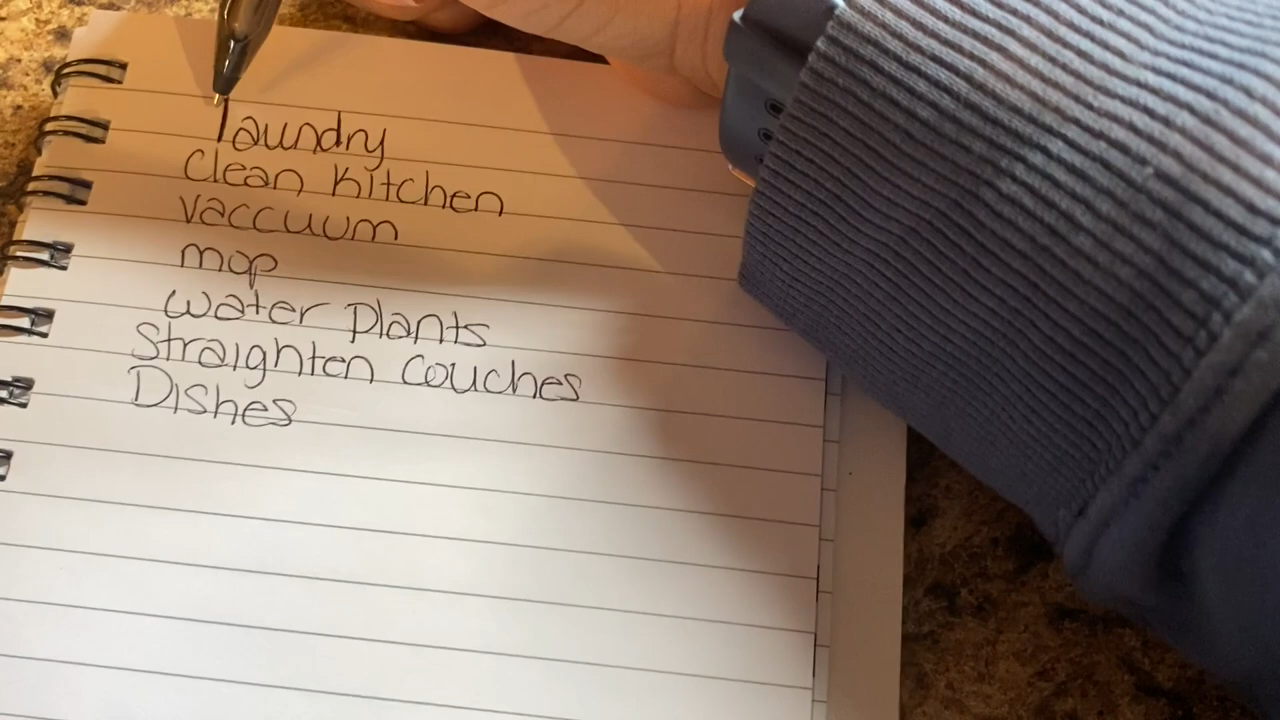 laundry
Clean Kitchen
vaccuum
mop
water plants
Straighten Couches
Dishes